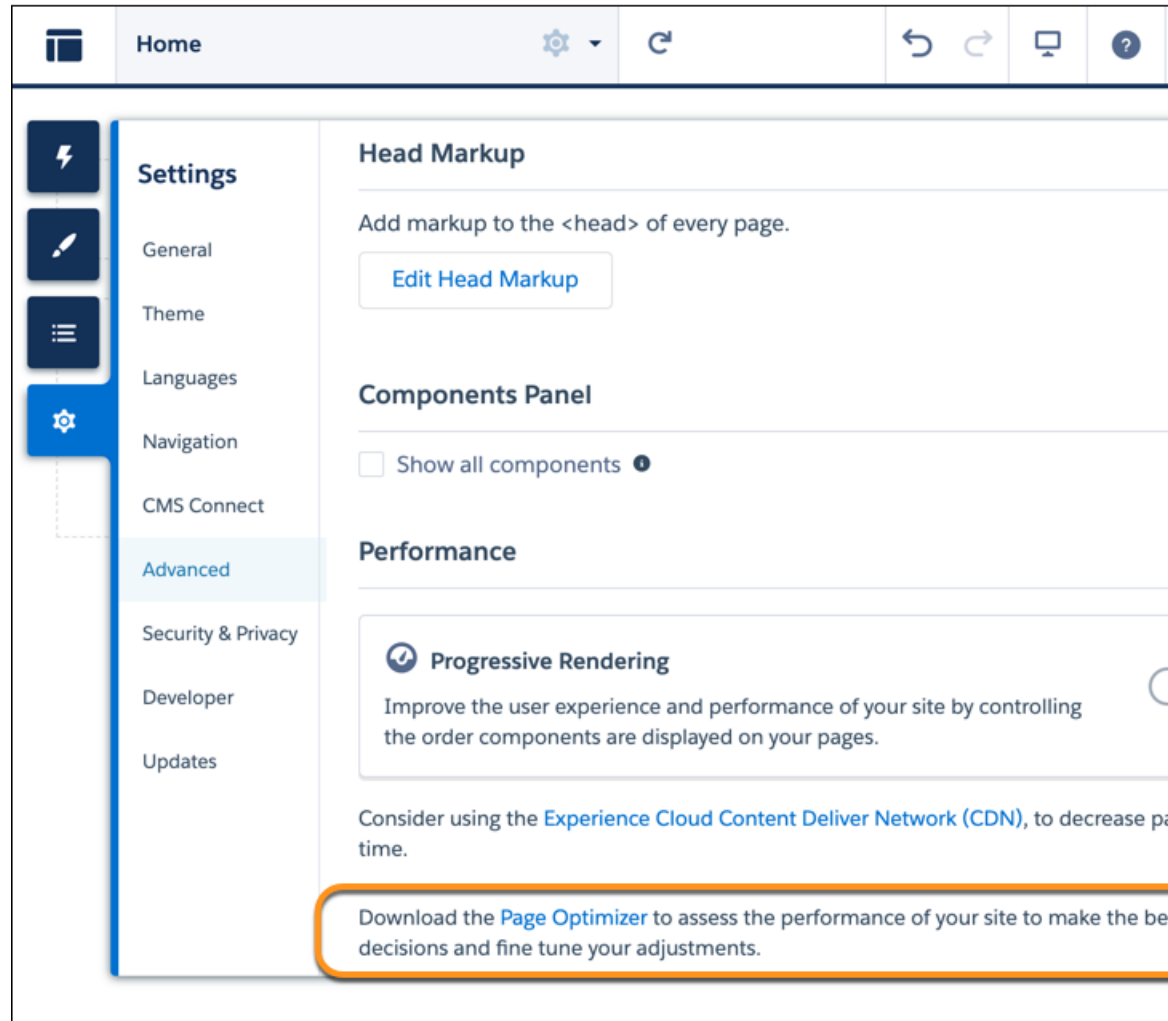 Home
?
Settings
General
Theme
Languages
Navigation
CMS Connect
Advanced
Security & Privacy
Developer
Updates
Head Markup
Add markup to the <head> of every page.
Edit Head Markup
Components Panel
Show all components
Performance
Progressive Rendering
Improve the user experience and performance of your site by controlling
the order components are displayed on your pages.
Consider using the Experience Cloud Content Deliver Network (CDN), to decrease
time.
Download the Page Optimizer to assess the performance of your site to make the
decisions and fine tune your adjustments.